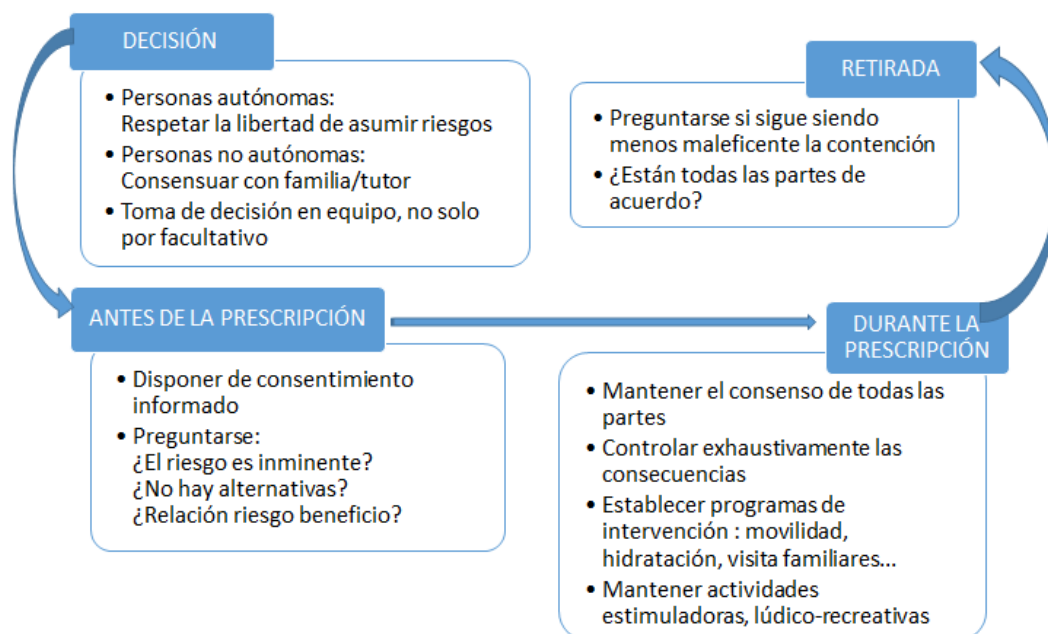 DECISIÓN
• Personas autónomas:
Respetar la libertad de asumir riesgos
• Personas no autónomas:
Consensuar con familia/tutor
• Toma de decisión en equipo, no solo
por facultativo
ANTES DE LA PRESCRIPCIÓN
• Disponer de consentimiento
informado
• Preguntarse:
¿El riesgo es inminente?
¿No hay alternativas?
¿Relación riesgo beneficio?
DURANTE LA
PRESCRIPCIÓN
• Mantener el consenso de todas las
partes
• Controlar exhaustivamente las
consecuencias
• Establecer programas de
intervención : movilidad,
hidratación, visita familiares...
• Mantener actividades
estimuladoras, lúdico-recreativas
RETIRADA
• Preguntarse si sigue siendo
menos maleficente la contención
• ¿Están todas las partes de
acuerdo?